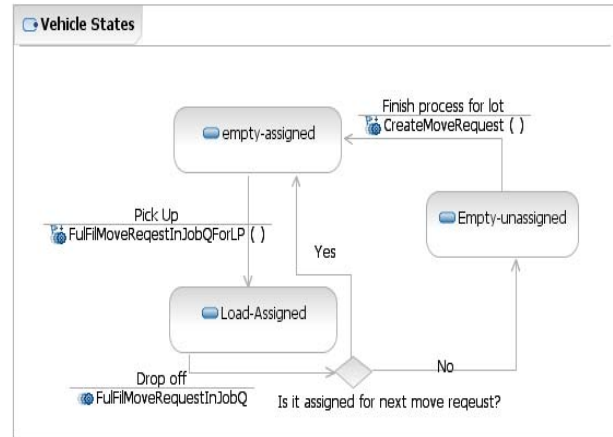 Vehicle States
Finish process for lot
CreateMoveRequest ( )
empty-assigned
Empty-unassigned
Pick Up
FulFilMoveReqestInJobQForLP ( )
Yes
Load-Assigned
No
Drop off
FulFilMoveRequestInJobQ
Is it assigned for next move reqeust?